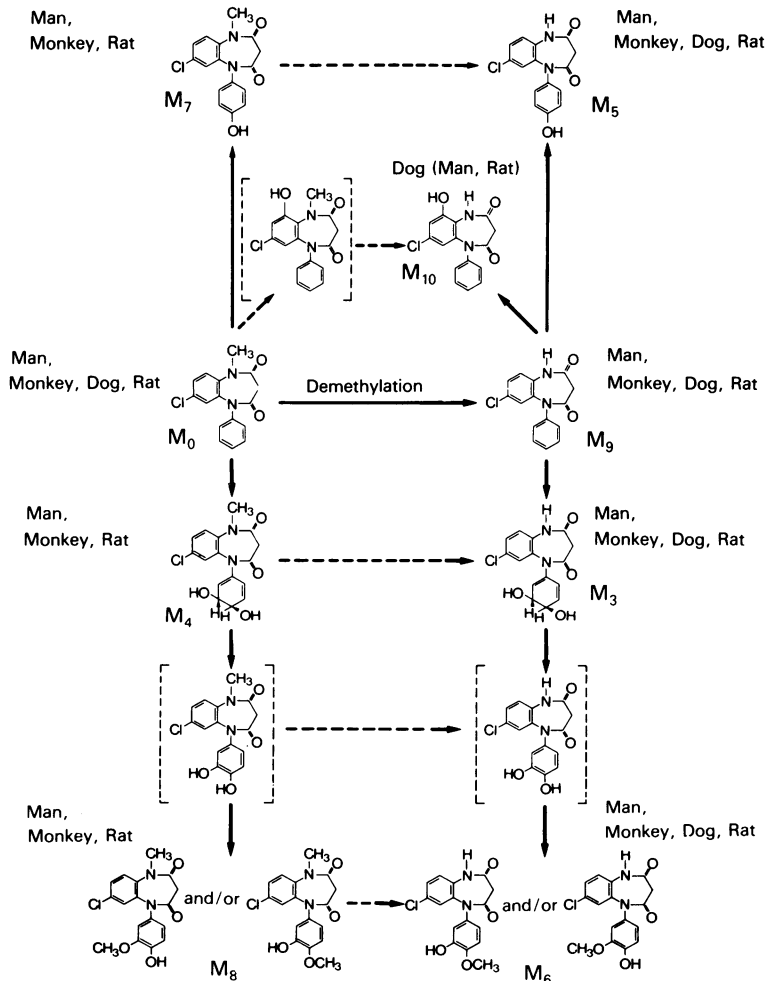 Man,
Monkey, Rat
CH₃
N
O
Cl
N
O
OH
M₇
H
N
O
Cl
N
O
OH
M₅
Man,
Monkey, Dog, Rat
HO
CH₃
N
O
Cl
N
O
Dog (Man, Rat)
HO
H
N
O
Cl
N
O
M₁₀
Man,
Monkey, Dog, Rat
CH₃
N
O
Cl
N
O
M₀
Demethylation
H
N
O
Cl
N
O
M₉
Man,
Monkey, Dog, Rat
Man,
Monkey, Rat
CH₃
N
O
Cl
N
O
HO
H H
OH
M₄
H
N
O
Cl
N
O
HO
H H
OH
M₃
Man,
Monkey, Dog, Rat
CH₃
N
O
Cl
N
O
HO
OH
H
N
O
Cl
N
O
HO
OH
Man,
Monkey, Rat
Man,
Monkey, Dog, Rat
CH₃
N
O
Cl
N
O
CH₃O
OH
and/or
CH₃
N
O
Cl
N
O
HO
OCH₃
M₈
H
N
O
Cl
N
O
HO
OCH₃
and/or
H
N
O
Cl
N
O
CH₃O
OH
M₆